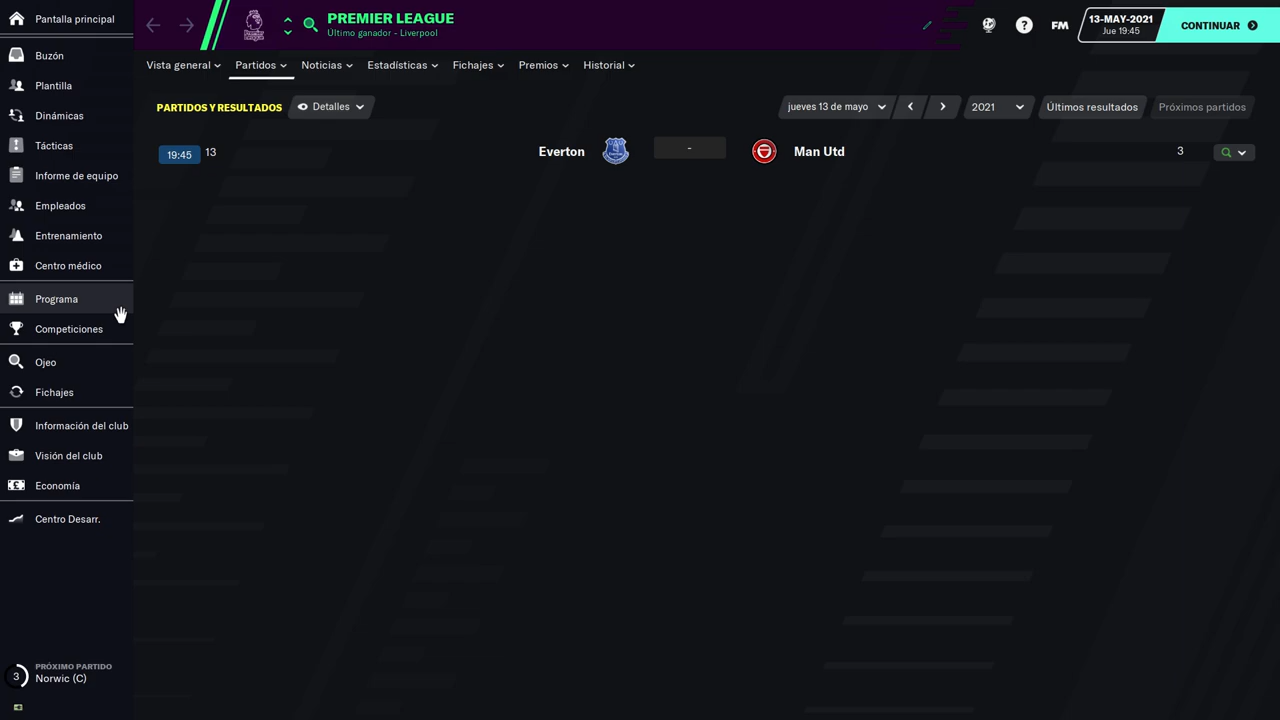 Pantalla principal
Buzón
Plantilla
Dinámicas
Tácticas
Informe de equipo
Empleados
Entrenamiento
Centro médico
Programa
Competiciones
Ojeo
Fichajes
Información del club
Visión del club
Economía
Centro Desarr.
3
PRÓXIMO PARTIDO
Norwic (C)
PREMIER LEAGUE
Último ganador - Liverpool
FM
13-MAY-2021
Jue 19:45
CONTINUAR
Vista general
Partidos
Noticias
Estadísticas
Fichajes
Premios
Historial
PARTIDOS Y RESULTADOS
Detalles
jueves 13 de mayo
2021
Últimos resultados
Próximos partidos
19:45 13 Everton - Man Utd 3